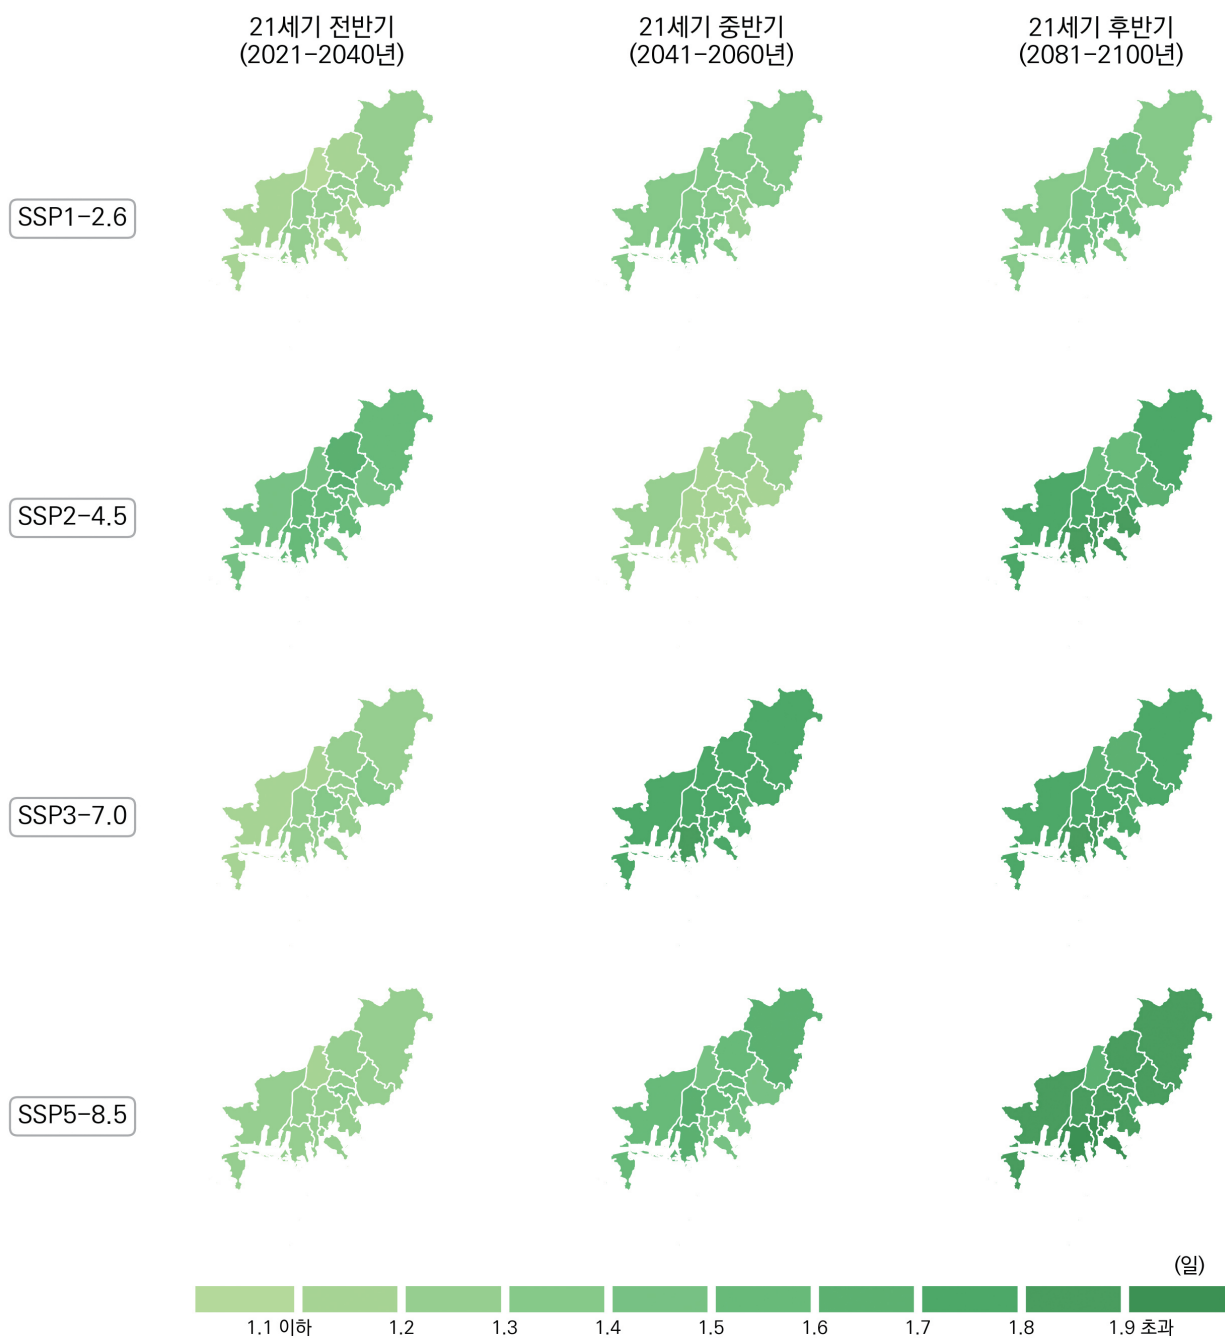 21세기 전반기
(2021-2040년)
21세기 중반기
(2041-2060년)
21세기 후반기
(2081-2100년)
SSP1-2.6
SSP2-4.5
SSP3-7.0
SSP5-8.5
(일)
1.1 이하 1.2 1.3 1.4 1.5 1.6 1.7 1.8 1.9 초과